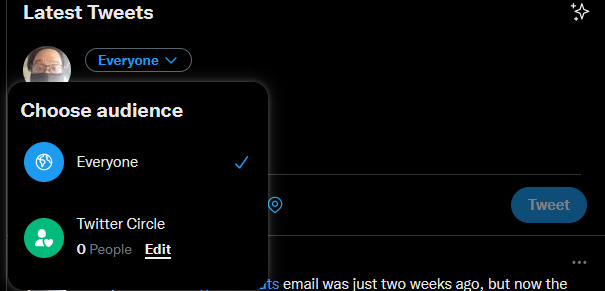 Latest Tweets
Everyone
Choose audience
Everyone
Twitter Circle
0 People Edit
Tweet
email was just two weeks ago, but now the